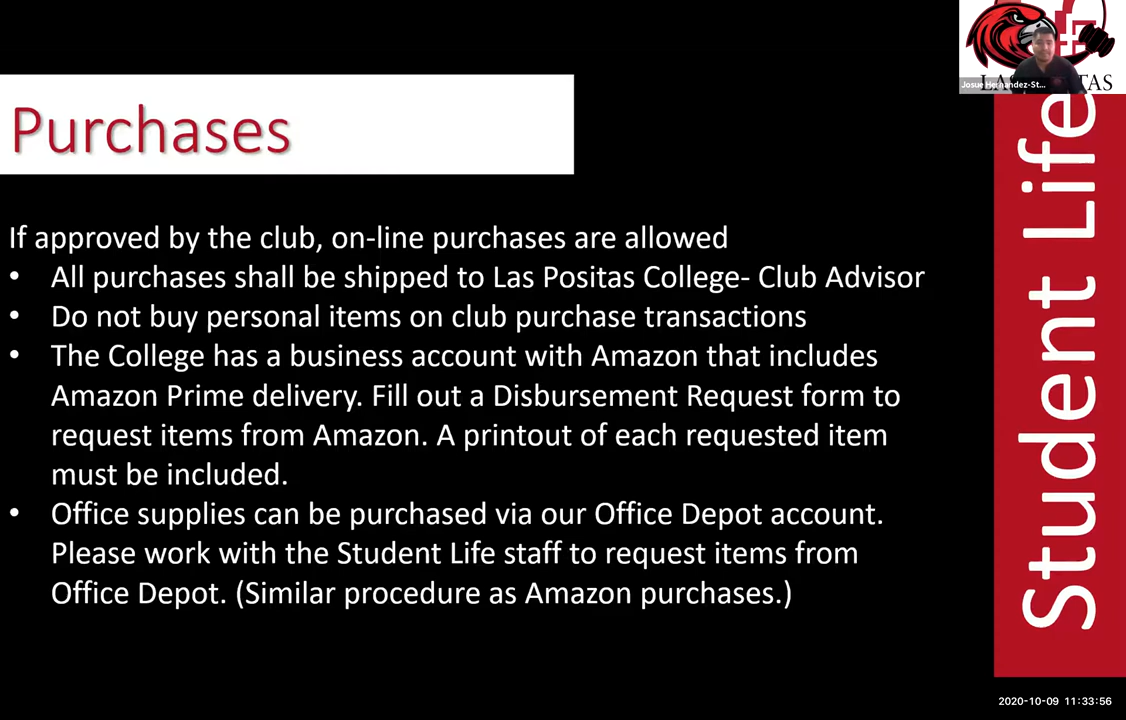 Purchases
If approved by the club, on-line purchases are allowed
• All purchases shall be shipped to Las Positas College- Club Advisor
• Do not buy personal items on club purchase transactions
• The College has a business account with Amazon that includes
Amazon Prime delivery. Fill out a Disbursement Request form to
request items from Amazon. A printout of each requested item
must be included.
• Office supplies can be purchased via our Office Depot account.
Please work with the Student Life staff to request items from
Office Depot. (Similar procedure as Amazon purchases.)
Josue Hernandez-St...
Student Life
2020-10-09 11:33:56